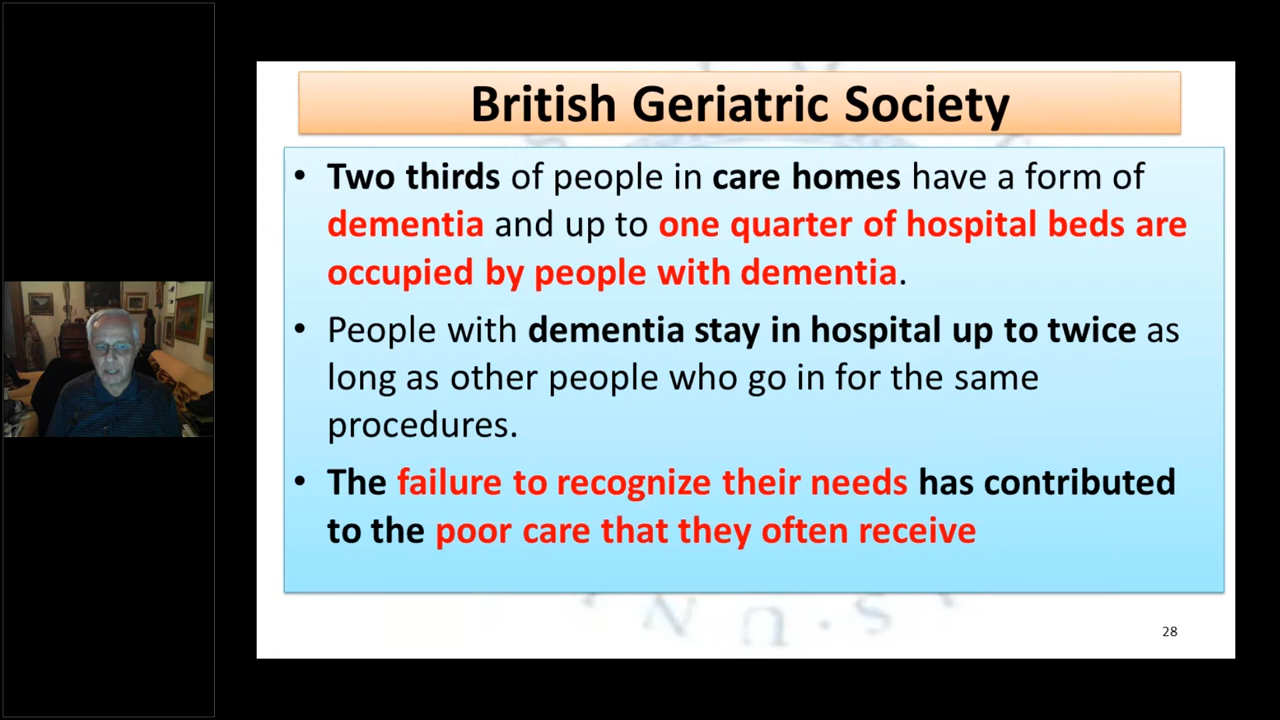 British Geriatric Society
• Two thirds of people in care homes have a form of
dementia and up to one quarter of hospital beds are
occupied by people with dementia.
• People with dementia stay in hospital up to twice as
long as other people who go in for the same
procedures.
• The failure to recognize their needs has contributed
to the poor care that they often receive
28